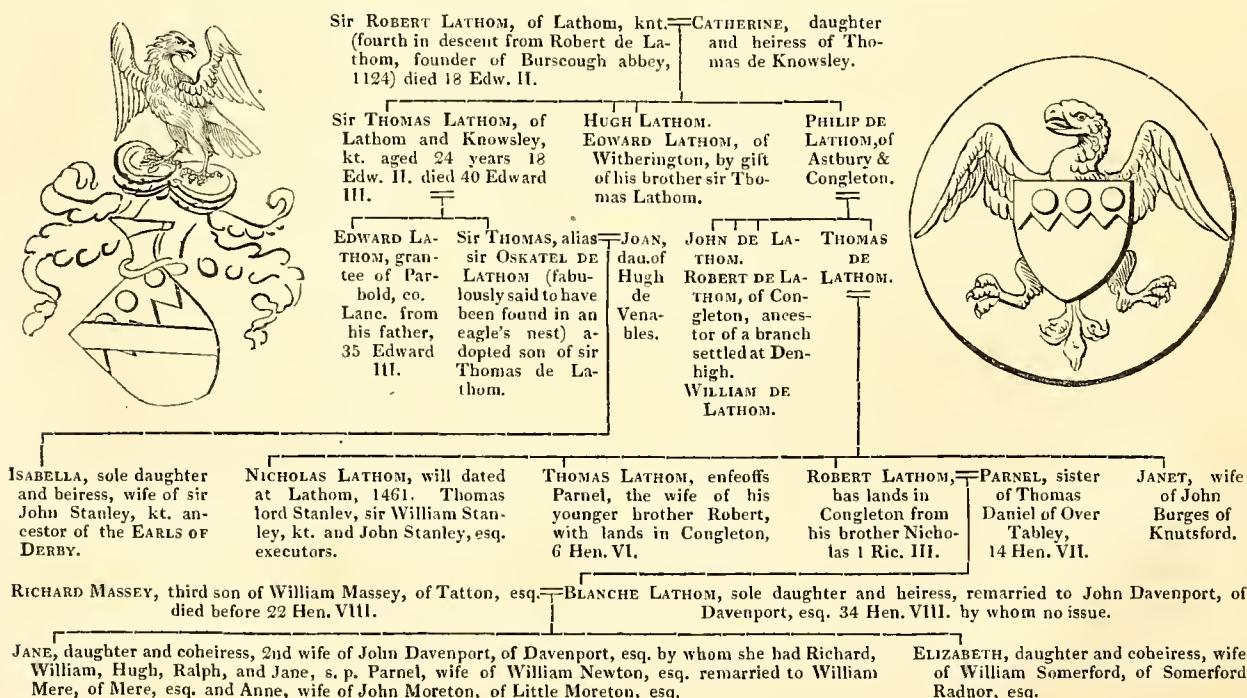 Sir ROBERT LATHOM, of Lathom, knt.
(fourth in descent from Robert de La-
thom, founder of Burscough abbey,
1124) died 18 Edw. II.
CATHERINE, daughter
and heiress of Tho-
mas de Knowsley.
Sir THOMAS LATHOM, of
Lathom and Knowsley,
kt. aged 24 years 18
Edw. II. died 40 Edward
III.
HUGH LATHOM.
EDWARD LATHOM, of
Witherington, by gift
of his brother sir Tho-
mas Lathom.
PHILIP DE
LATHOM, of
Astbury &
Congleton.
EDWARD LA-
THOM, gran-
tee of Par-
bold, co.
Lanc. from
his father,
35 Edward
III.
Sir THOMAS, alias
sir OSKATEL DE
LATHOM (fabu-
lously said to have
been found in an
eagle's nest) a-
dopted son of sir
Thomas de La-
thom.
JOAN,
dau. of
Hugh
de
Vena-
bles.
JOHN DE LA-
THOM.
ROBERT DE LA-
THOM, of Con-
gleton, ances-
tor of a branch
settled at Den-
high.
WILLIAM DE
LATHOM.
THOMAS
DE
LATHOM.
ISABELLA, sole daughter
and heiress, wife of sir
John Stanley, kt. an-
cestor of the EARLS OF
DERBY.
NICHOLAS LATHOM, will dated
at Lathom, 1461. Thomas
lord Stanley, sir William Stan-
ley, kt. and John Stanley, esq.
executors.
THOMAS LATHOM, enfeoffs
Parnel, the wife of his
younger brother Robert,
with lands in Congleton,
6 Hen. VI.
ROBERT LATHOM,
has lands in
Congleton from
his brother Nicho-
las 1 Ric. III.
PARNEL, sister
of Thomas
Daniel of Over
Tabley,
14 Hen. VII.
JANET, wife
of John
Burges of
Knutsford.
RICHARD MASSEY, third son of William Massey, of Tatton, esq.
died before 22 Hen. VIII.
BLANCHE LATHOM, sole daughter and heiress, remarried to John Davenport, of
Davenport, esq. 34 Hen. VIII. by whom no issue.
JANE, daughter and coheiress, 2nd wife of John Davenport, of Davenport, esq. by whom she had Richard,
William, Hugh, Ralph, and Jane, s. p. Parnel, wife of William Newton, esq. remarried to William
Mere, of Mere, esq. and Anne, wife of John Moreton, of Little Moreton, esq.
ELIZABETH, daughter and coheiress, wife
of William Somerford, of Somerford
Radnor, esq.